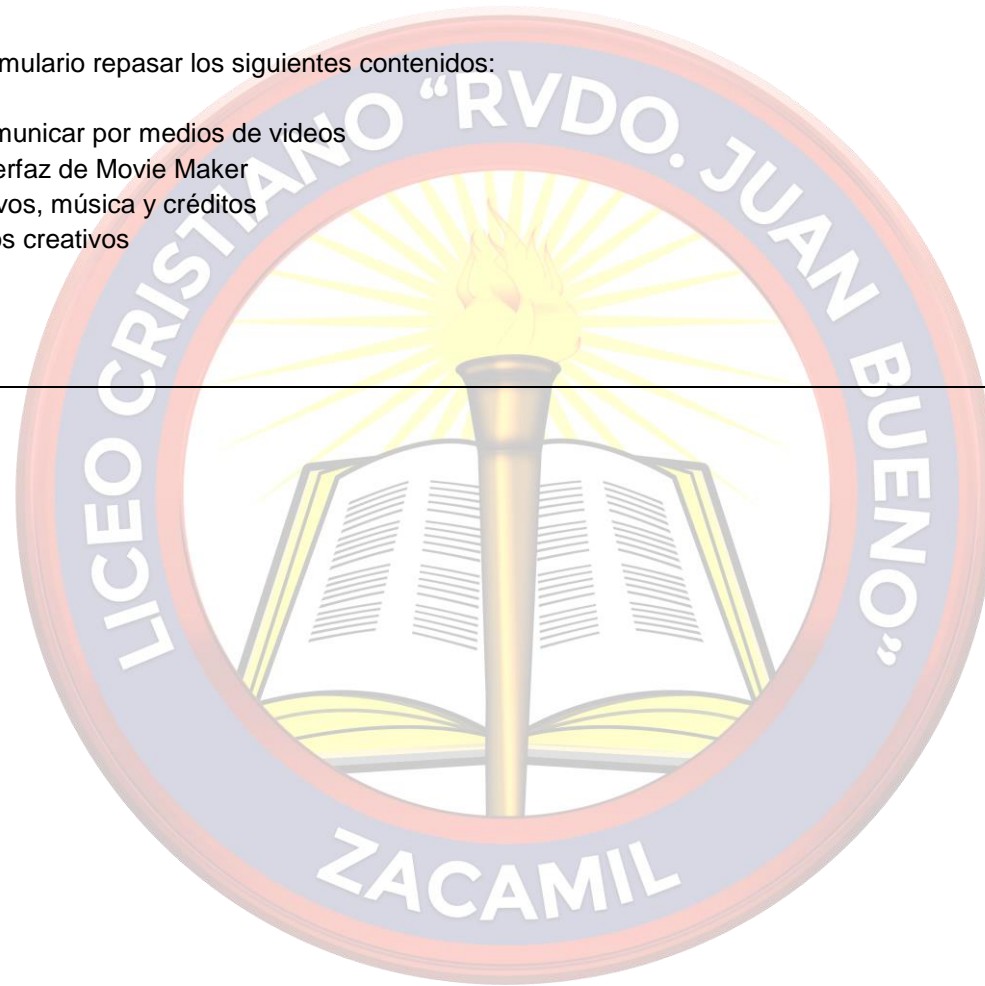 mulario repasar los siguientes contenidos:
municar por medios de videos
erfaz de Movie Maker
vos, música y créditos
os creativos
LICEO CRISTIANO “RVDO. JUAN BUENO”
ZACAMIL